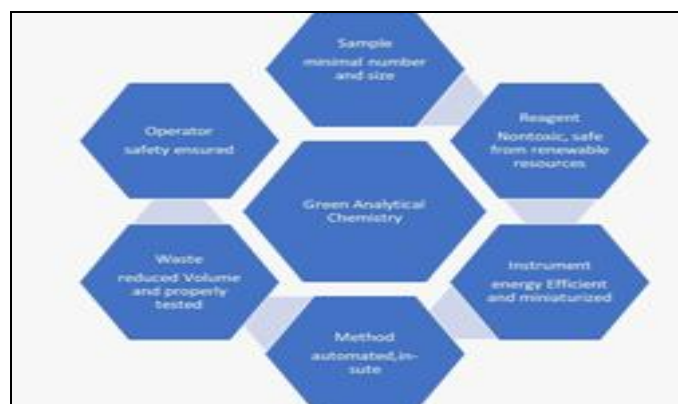 Sample
minimal number
and size
Reagent
Nontoxic, safe
from renewable
resources
Instrument
energy Efficient
and miniaturized
Method
automated,in-
sute
Waste
reduced Volume
and properly
tested
Operator
safety ensured
Green Analytical
Chemistry